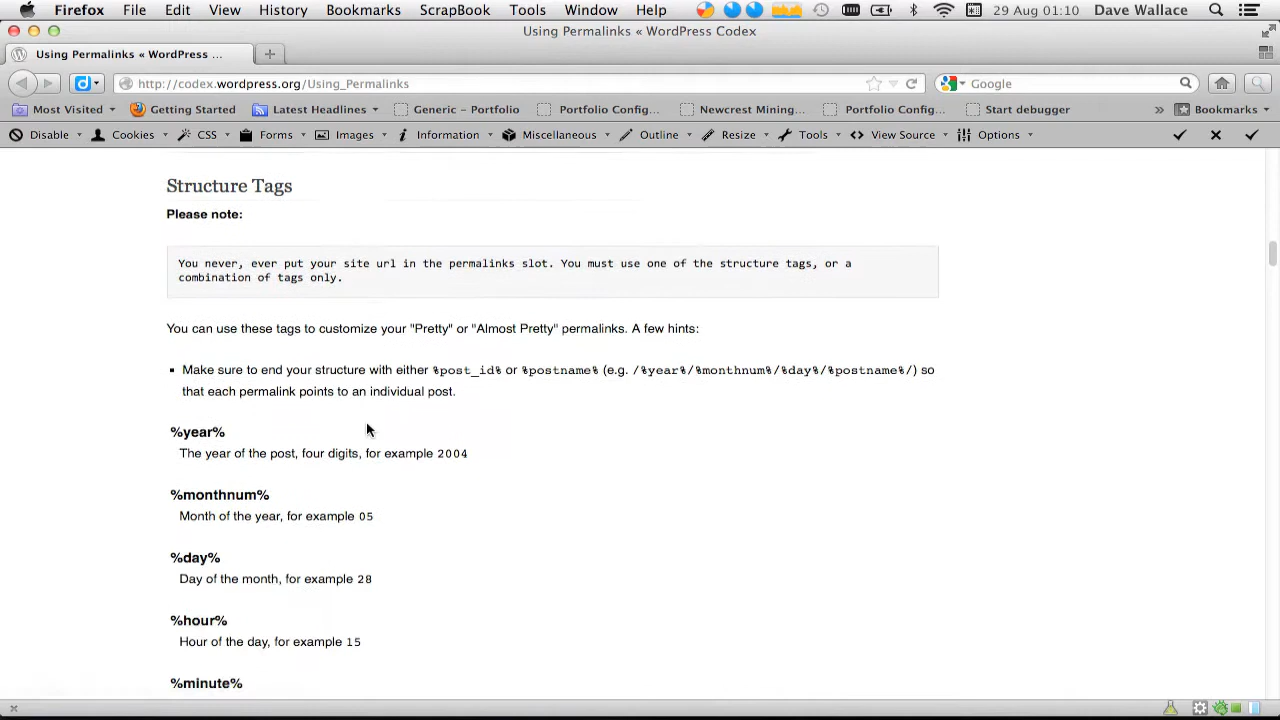 Firefox File Edit View History Bookmarks ScrapBook Tools Window Help 29 Aug 01:10 Dave Wallace
Using Permalinks « WordPress Codex
Using Permalinks « WordPress ...
http://codex.wordpress.org/Using_Permalinks Google
Most Visited Getting Started Latest Headlines Generic - Portfolio Portfolio Config... Newcrest Mining... Portfolio Config... Start debugger » Bookmarks
Disable Cookies CSS Forms Images Information Miscellaneous Outline Resize Tools View Source Options
Structure Tags
Please note:
You never, ever put your site url in the permalinks slot. You must use one of the structure tags, or a
combination of tags only.
You can use these tags to customize your "Pretty" or "Almost Pretty" permalinks. A few hints:
Make sure to end your structure with either %post_id% or %postname% (e.g. /%year%/%monthnum%/%day%/%postname%/) so
that each permalink points to an individual post.
%year%
The year of the post, four digits, for example 2004
%monthnum%
Month of the year, for example 05
%day%
Day of the month, for example 28
%hour%
Hour of the day, for example 15
%minute%